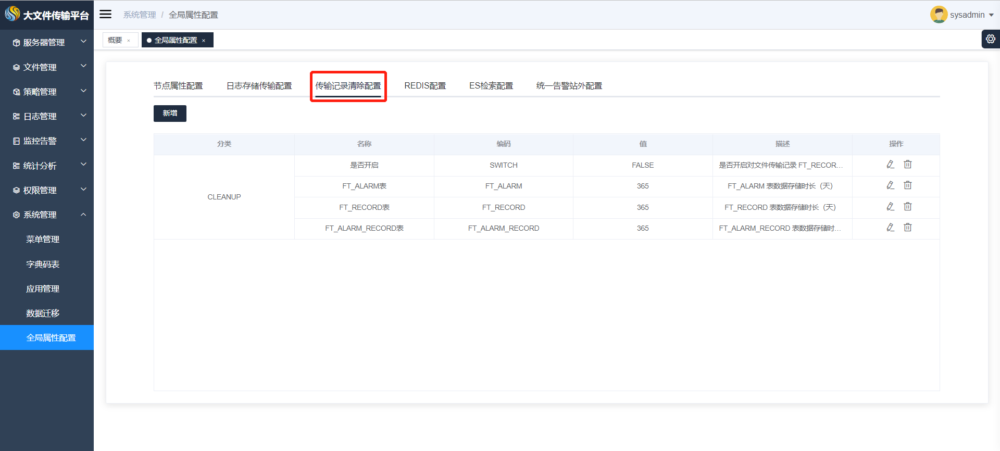 大文件传输平台
系统管理 / 全局属性配置
sysadmin
概要 ×
全局属性配置 ×
服务器管理
文件管理
策略管理
日志管理
监控告警
统计分析
权限管理
系统管理
菜单管理
字典码表
应用管理
数据迁移
全局属性配置
节点属性配置 日志存储传输配置 传输记录清除配置 REDIS配置 ES检索配置 统一告警站外配置
新增
分类 名称 编码 值 描述 操作
CLEANUP
是否开启 SWITCH FALSE 是否开启对文件传输记录 FT_RECOR...
FT_ALARM表 FT_ALARM 365 FT_ALARM 表数据存储时长（天）
FT_RECORD表 FT_RECORD 365 FT_RECORD 表数据存储时长（天）
FT_ALARM_RECORD表 FT_ALARM_RECORD 365 FT_ALARM_RECORD 表数据存储时...